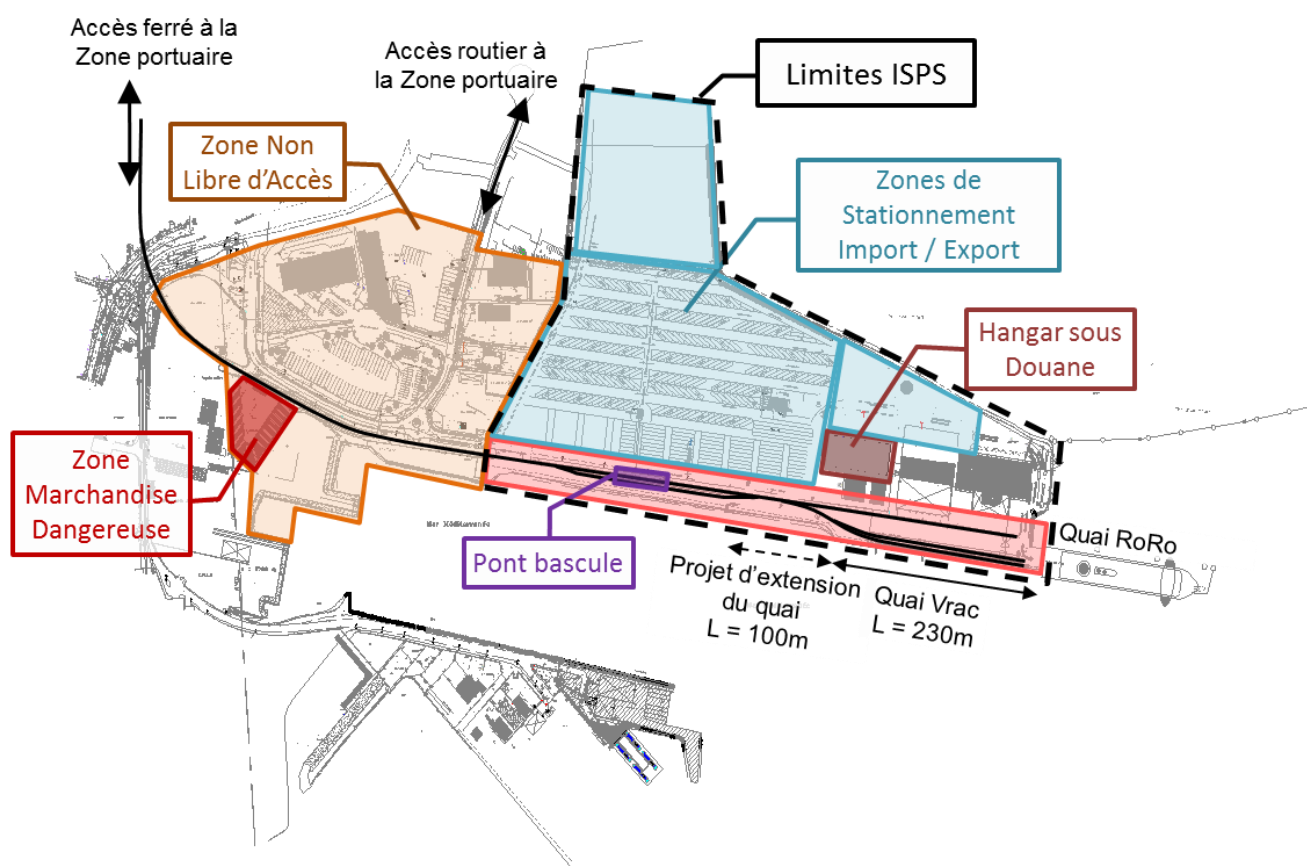 Accès ferré à la
Zone portuaire
Accès routier à
la Zone portuaire
Limites ISPS
Zone Non
Libre d’Accès
Zones de
Stationnement
Import / Export
Hangar sous
Douane
Zone
Marchandise
Dangereuse
Pont bascule
Quai RoRo
Projet d’extension
du quai
L = 100m
Quai Vrac
L = 230m